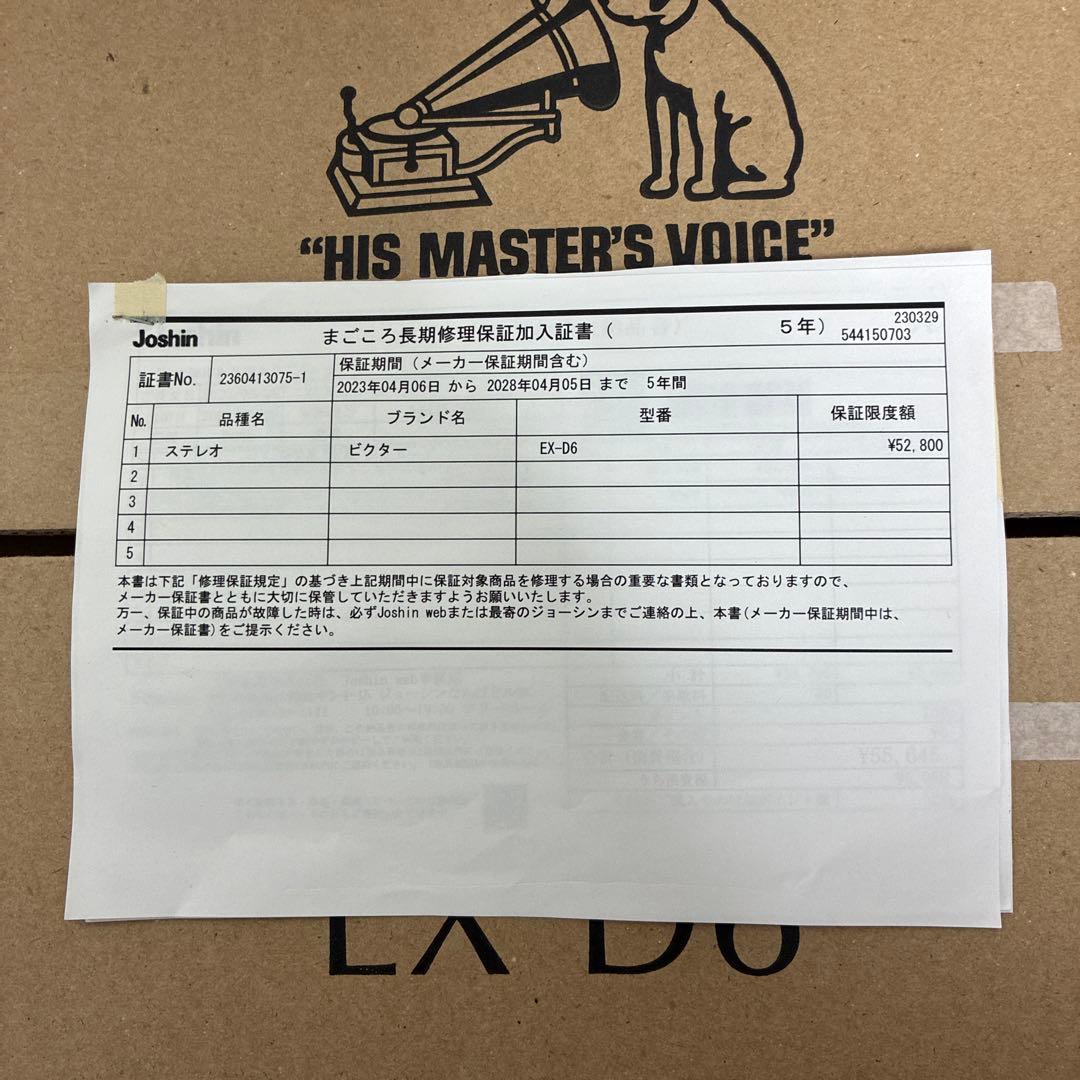 “HIS MASTER'S VOICE”
Joshin まごころ長期修理保証加入証書( 5年) 230329
544150703
証書No. 2360413075-1 保証期間(メーカー保証期間含む)
2023年04月06日 から 2028年04月05日 まで 5年間
No. 品種名 ブランド名 型番 保証限度額
1 ステレオ ビクター EX-D6 ¥52,800
2
3
4
5
本書は下記「修理保証規定」の基づき上記期間中に保証対象商品を修理する場合の重要な書類となっておりますので、
メーカー保証書とともに大切に保管していただきますようお願いいたします。
万一、保証中の商品が故障した時は、必ずJoshin webまたは最寄のジョーシンまでご連絡の上、本書(メーカー保証期間中は、
メーカー保証書)をご提示ください。
¥55,645
EX-D6